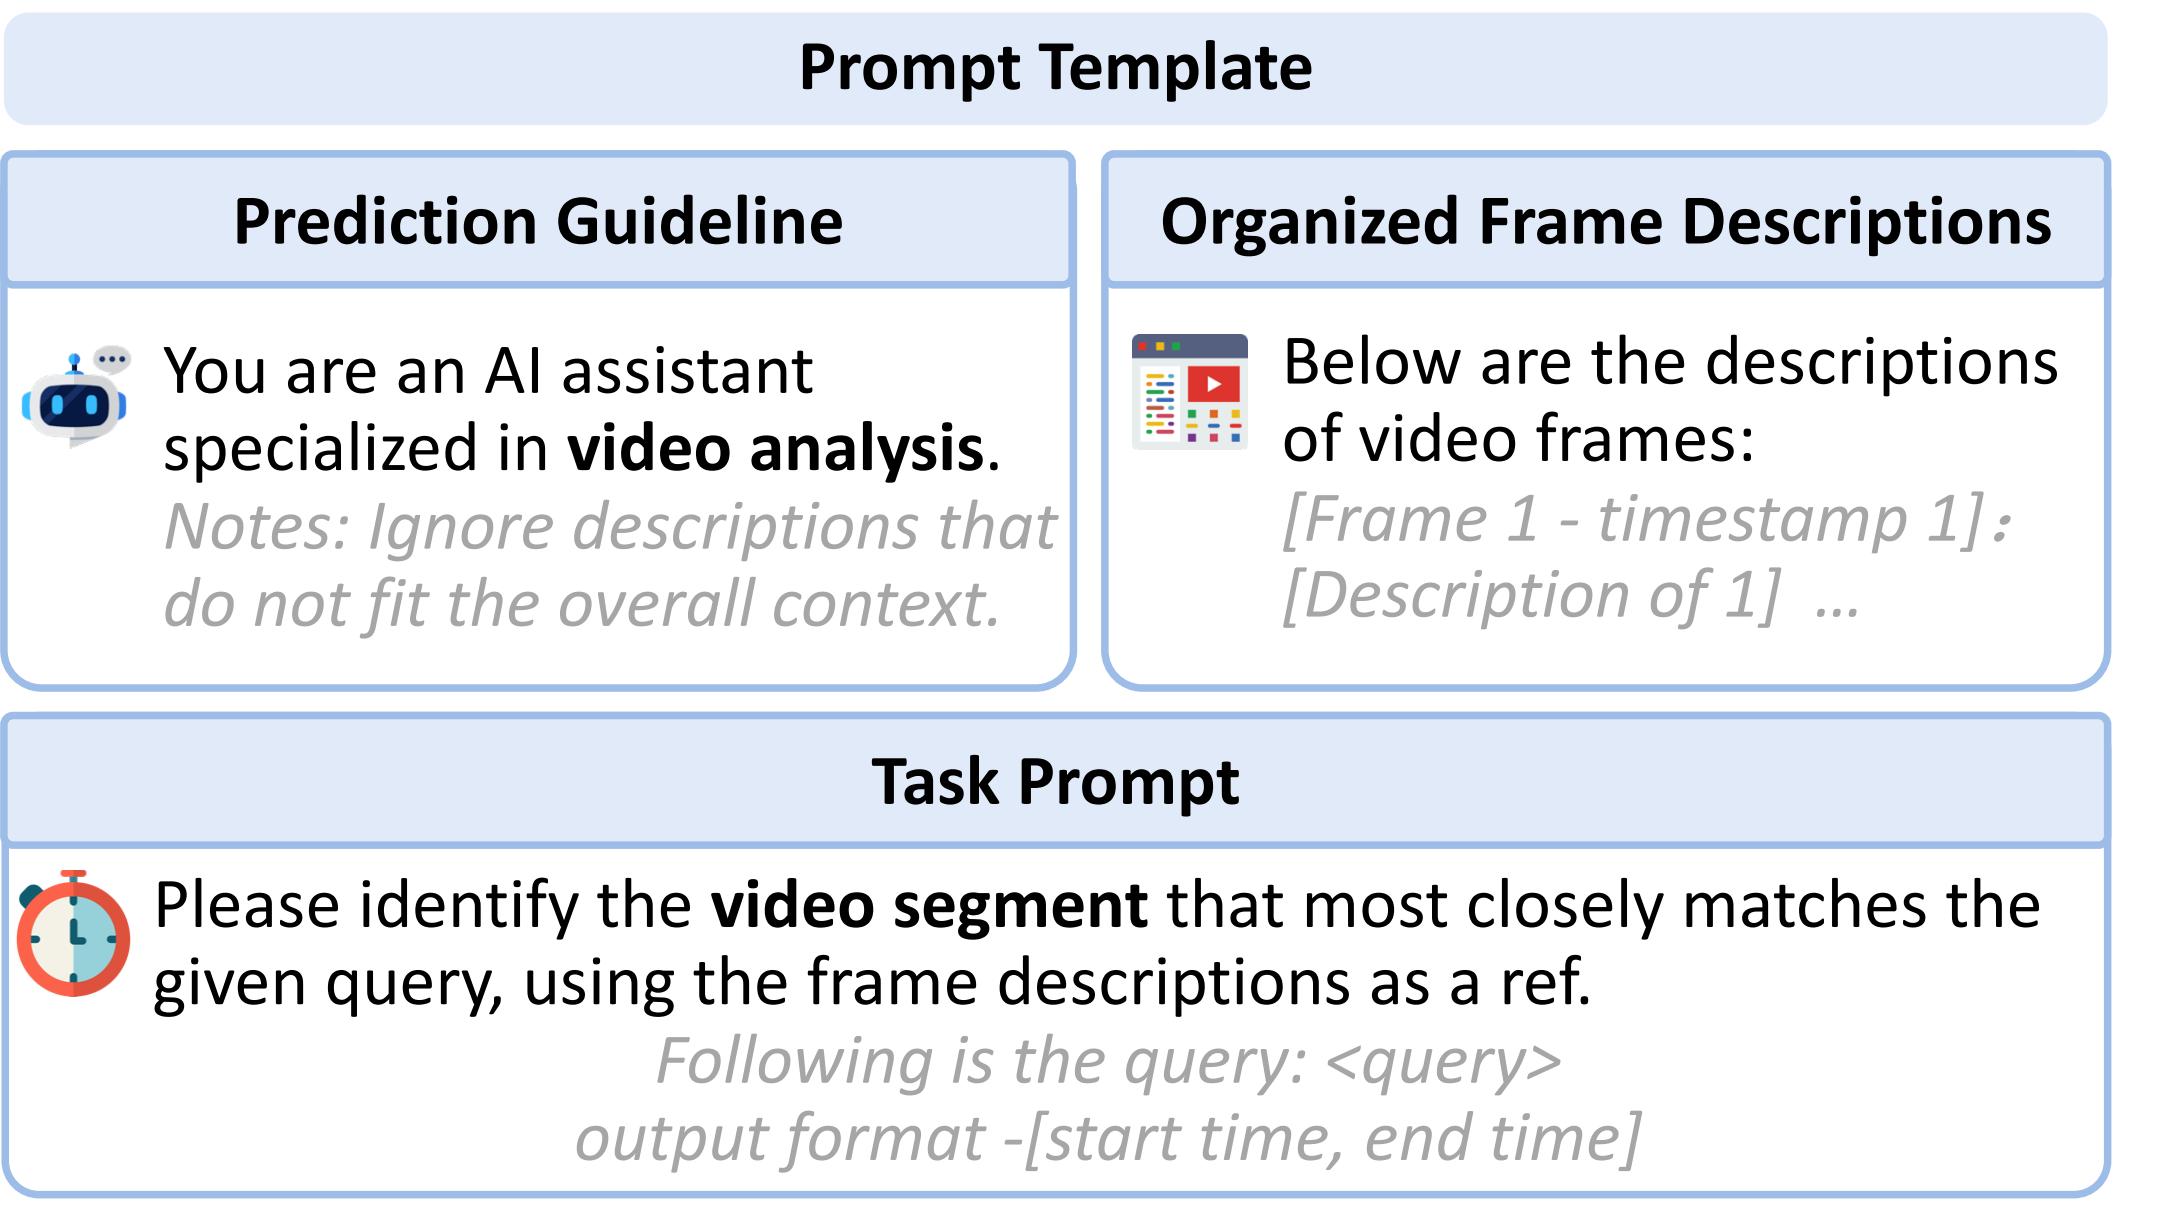 Prompt Template
Prediction Guideline
You are an AI assistant
specialized in video analysis.
Notes: Ignore descriptions that
do not fit the overall context.
Organized Frame Descriptions
Below are the descriptions
of video frames:
[Frame 1 - timestamp 1]:
[Description of 1] ...
Task Prompt
Please identify the video segment that most closely matches the
given query, using the frame descriptions as a ref.
Following is the query: <query>
output format -[start time, end time]